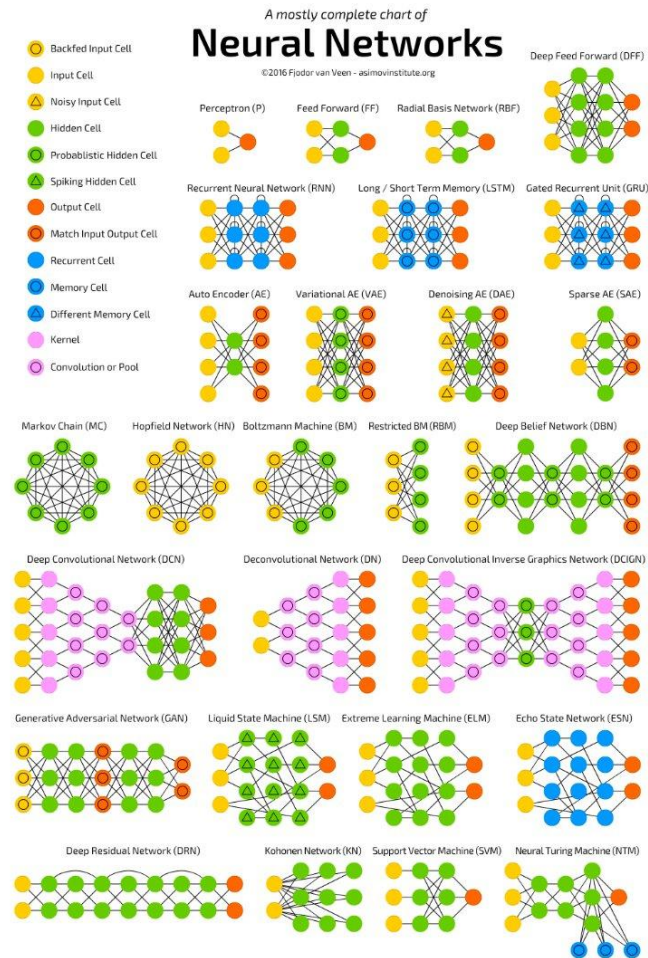 A mostly complete chart of
Neural Networks
©2016 Fjodor van Veen - asimovinstitute.org
Backfed Input Cell
Input Cell
Noisy Input Cell
Hidden Cell
Probablistic Hidden Cell
Spiking Hidden Cell
Output Cell
Match Input Output Cell
Recurrent Cell
Memory Cell
Different Memory Cell
Kernel
Convolution or Pool
Deep Feed Forward (DFF)
Perceptron (P)
Feed Forward (FF)
Radial Basis Network (RBF)
Recurrent Neural Network (RNN)
Long / Short Term Memory (LSTM)
Gated Recurrent Unit (GRU)
Auto Encoder (AE)
Variational AE (VAE)
Denoising AE (DAE)
Sparse AE (SAE)
Markov Chain (MC)
Hopfield Network (HN)
Boltzmann Machine (BM)
Restricted BM (RBM)
Deep Belief Network (DBN)
Deep Convolutional Network (DCN)
Deconvolutional Network (DN)
Deep Convolutional Inverse Graphics Network (DCIGN)
Generative Adversarial Network (GAN)
Liquid State Machine (LSM)
Extreme Learning Machine (ELM)
Echo State Network (ESN)
Deep Residual Network (DRN)
Kohonen Network (KN)
Support Vector Machine (SVM)
Neural Turing Machine (NTM)